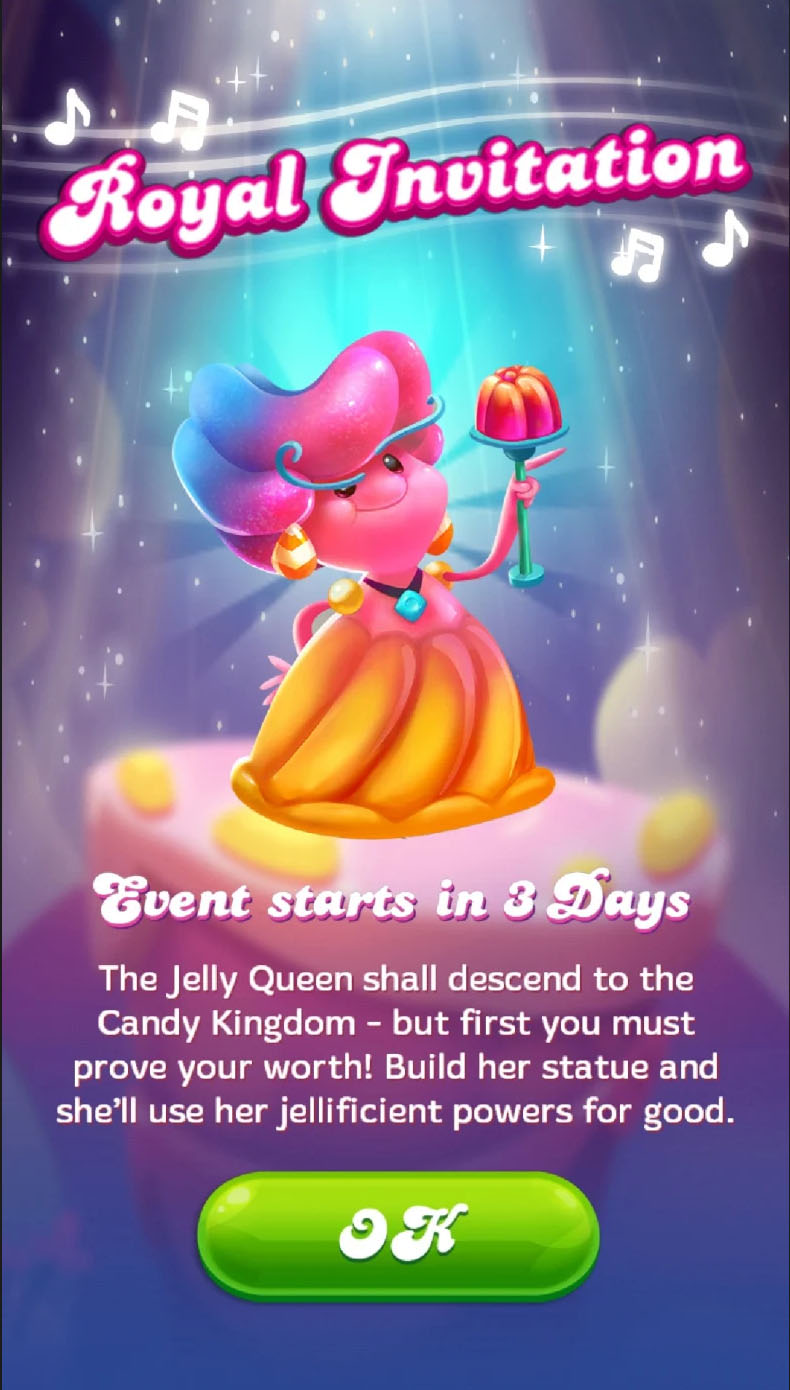 Royal Invitation
Event starts in 3 Days
The Jelly Queen shall descend to the
Candy Kingdom - but first you must
prove your worth! Build her statue and
she’ll use her jellificient powers for good.
OK